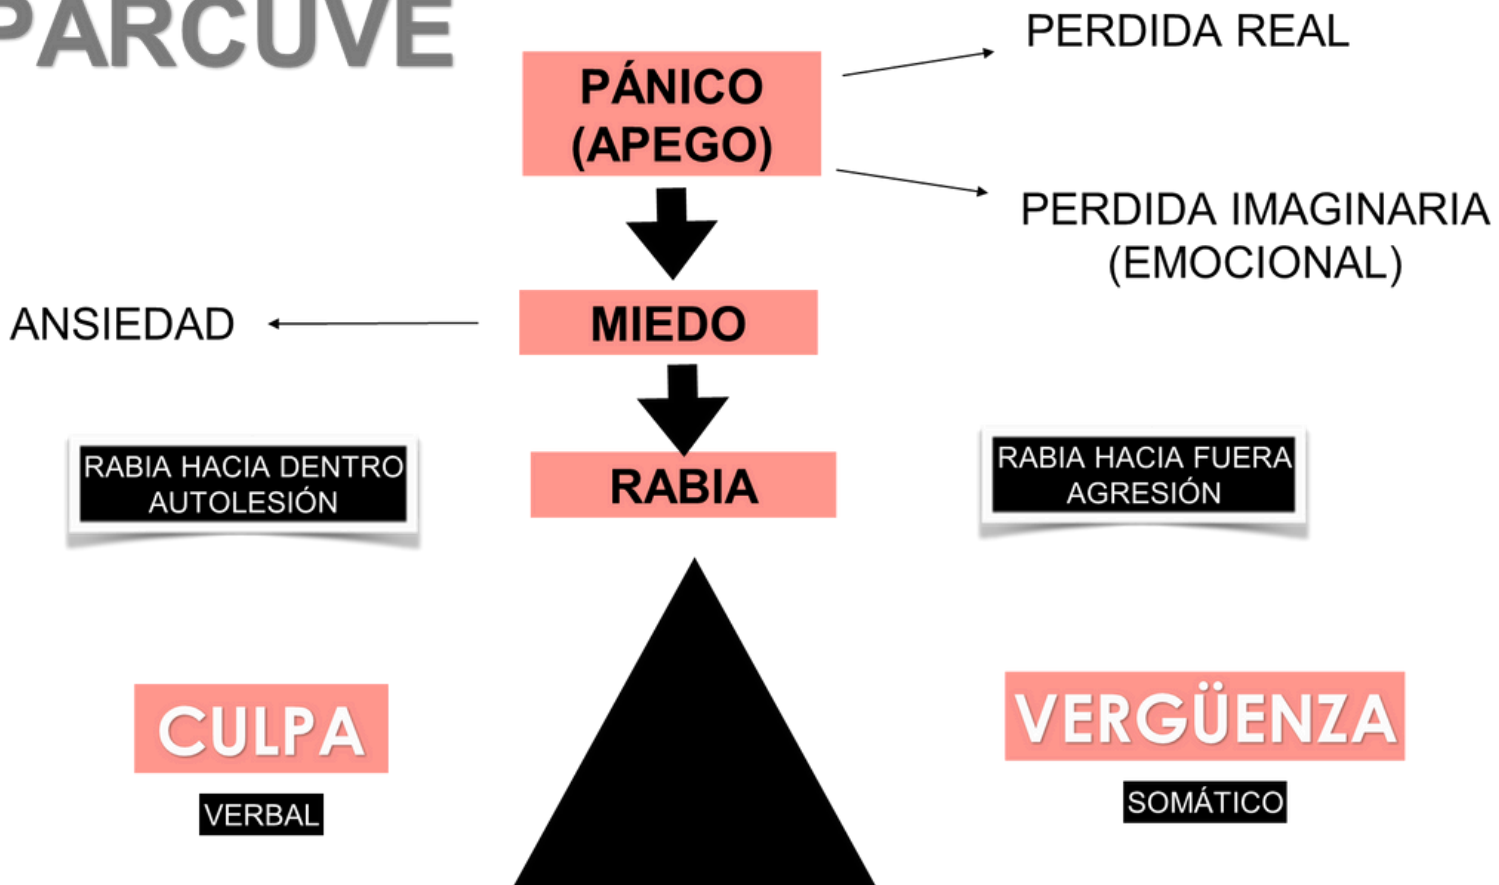 PARCUVE
PÁNICO
(APEGO)
PERDIDA REAL
PERDIDA IMAGINARIA
(EMOCIONAL)
ANSIEDAD
MIEDO
RABIA HACIA DENTRO
AUTOLESIÓN
RABIA
RABIA HACIA FUERA
AGRESIÓN
CULPA
VERBAL
VERGÜENZA
SOMÁTICO